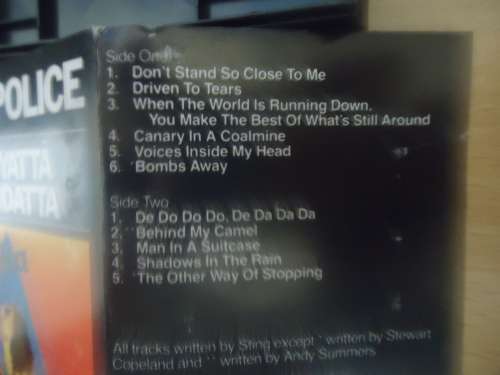 POLICE
YATTÀ
NDATTA
Side One
1. Don't Stand So Close To Me
2. Driven To Tears
3. When The World Is Running Down.
You Make The Best Of What's Still Around
4. Canary In A Coalmine
5. Voices Inside My Head
6. 'Bombs Away
Side Two
1. De Do Do Do, De Da Da Da
2. ''Behind My Camel
3. Man In A Suitcase
4. Shadows In The Rain
5. 'The Other Way Of Stopping
All tracks written by Sting except ' written by Stewart
Copeland and '' written by Andy Summers